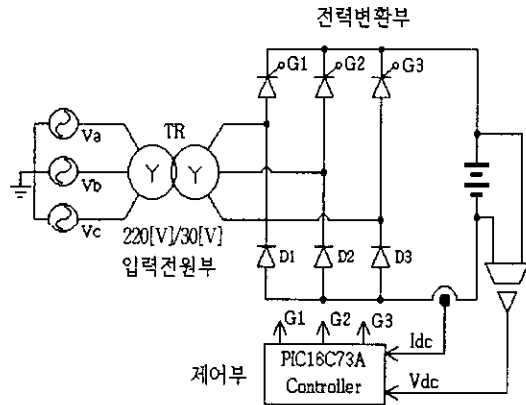 전력변환부
G1
G2
G3
TR
Va
Vb
Vc
Y
Y
220[V]/30[V]
입력전원부
D1
D2
D3
G1
G2
G3
Idc
Vdc
제어부
PIC16C73A
Controller